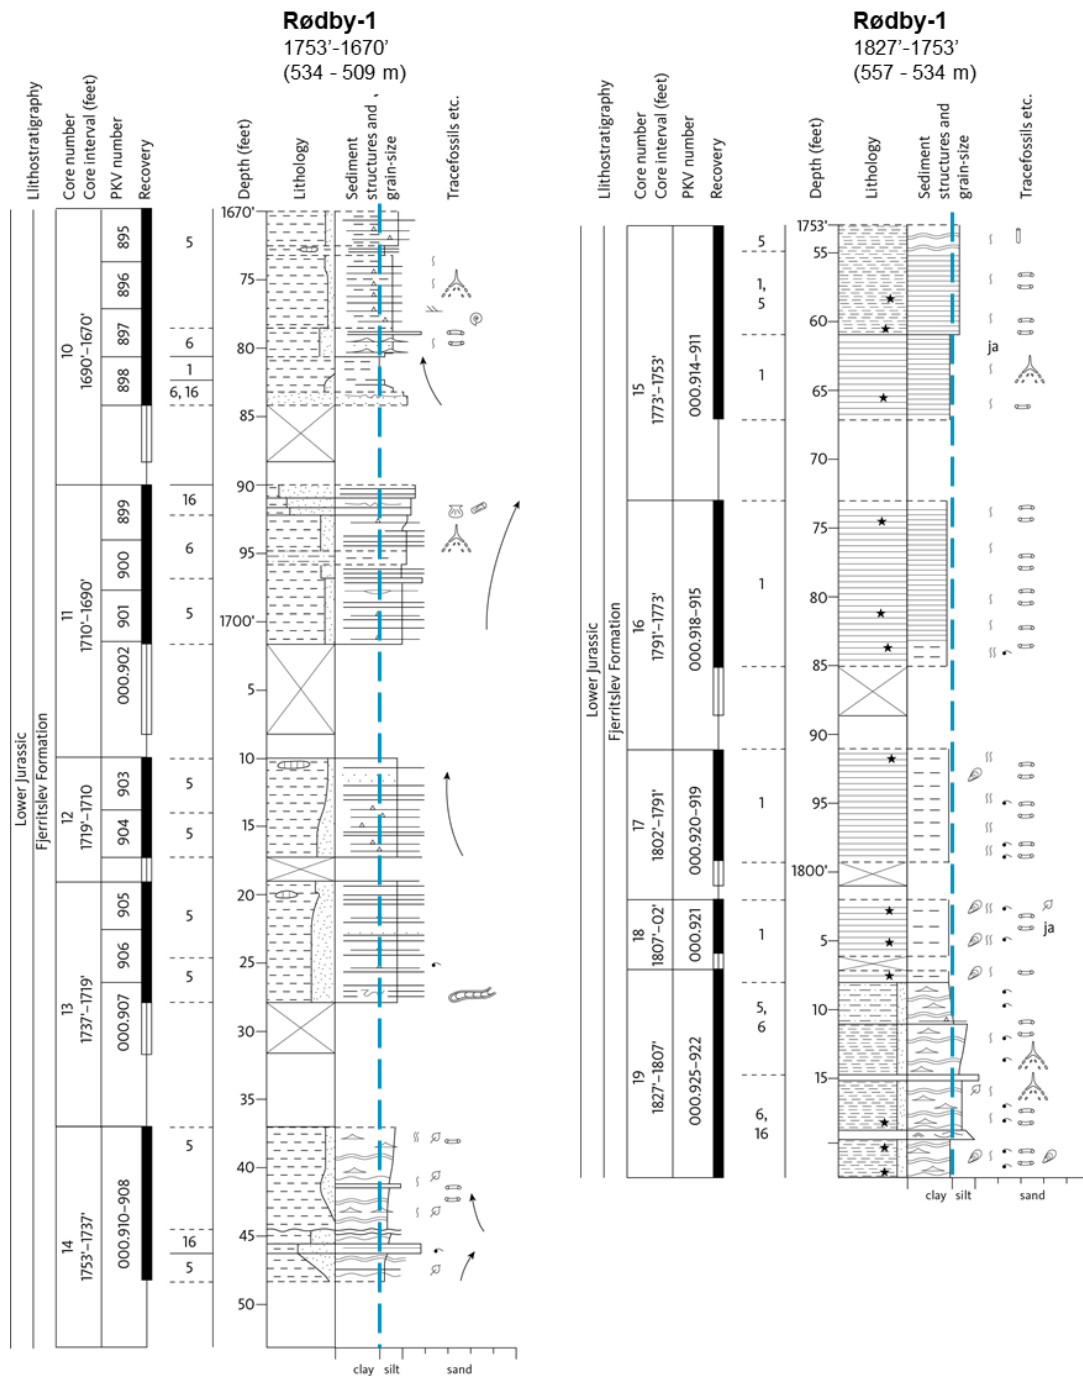 Rødby-1
1753’-1670’
(534 - 509 m)
Llithostratigraphy
Core number
Core interval (feet)
PKV number
Recovery
Depth (feet)
Lithology
Sediment
structures and
grain-size
Tracefossils etc.
Lower Jurassic
Fjerritslev Formation
10
1690’–1670’
895
896
897
898
5
6
1
6, 16
1670’
75
80
85
11
1710’–1690’
899
900
901
000.902
16
6
5
90
95
1700’
5
12
1719’–1710
903
904
5
5
10
15
13
1737’–1719’
905
906
000.907
5
5
20
25
30
35
14
1753’–1737’
000.910–908
5
16
5
40
45
50
clay silt sand
Rødby-1
1827’-1753’
(557 - 534 m)
Llithostratigraphy
Core number
Core interval (feet)
PKV number
Recovery
Depth (feet)
Lithology
Sediment
structures and
grain-size
Tracefossils etc.
Lower Jurassic
Fjerritslev Formation
15
1773’–1753’
000.914–911
5
1,
5
1
1753’
55
60
65
70
ja
16
1791’–1773’
000.918–915
1
75
80
85
90
17
1802’–1791’
000.920–919
1
95
1800’
18
1807’–02’
000.921
1
5
ja
19
1827’–1807’
000.925–922
5,
6
6,
16
10
15
clay silt sand